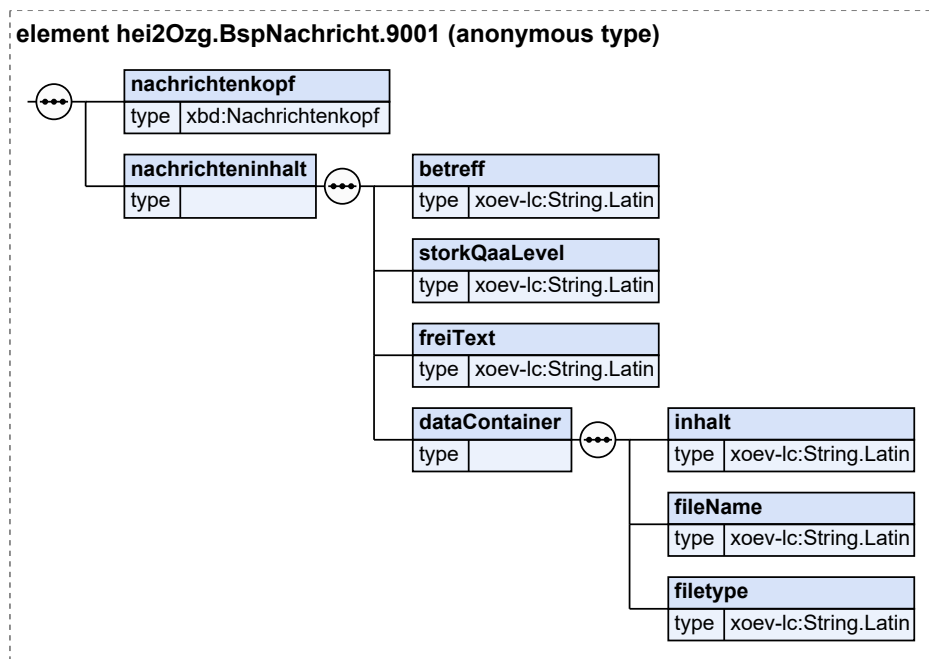 element hei2Ozg.BspNachricht.9001 (anonymous type)
nachrichtenkopf
type xbd:Nachrichtenkopf
nachrichteninhalt
type
betreff
type xoev-lc:String.Latin
storkQaaLevel
type xoev-lc:String.Latin
freiText
type xoev-lc:String.Latin
dataContainer
type
inhalt
type xoev-lc:String.Latin
fileName
type xoev-lc:String.Latin
filetype
type xoev-lc:String.Latin